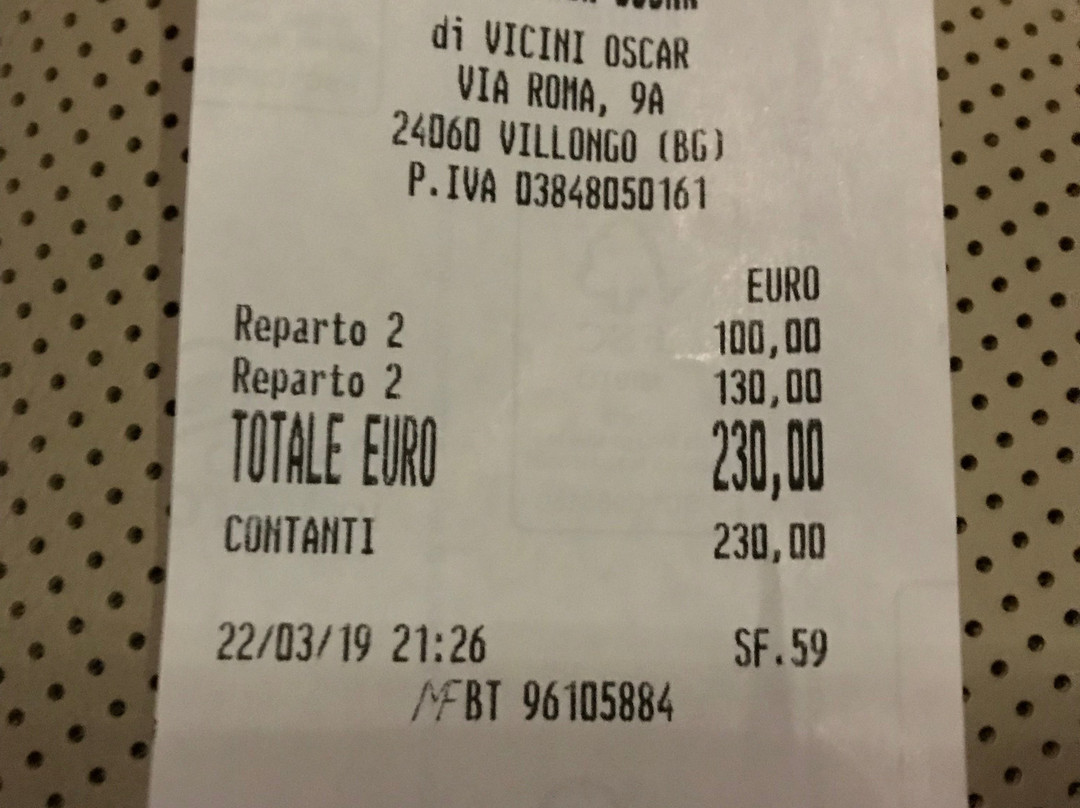 di VICINI OSCAR
VIA ROMA, 9A
24060 VILLONGO (BG)
P.IVA 03848050161
EURO
Reparto 2 100,00
Reparto 2 130,00
TOTALE EURO 230,00
CONTANTI 230,00
22/03/19 21:26 SF.59
MF BT 96105884